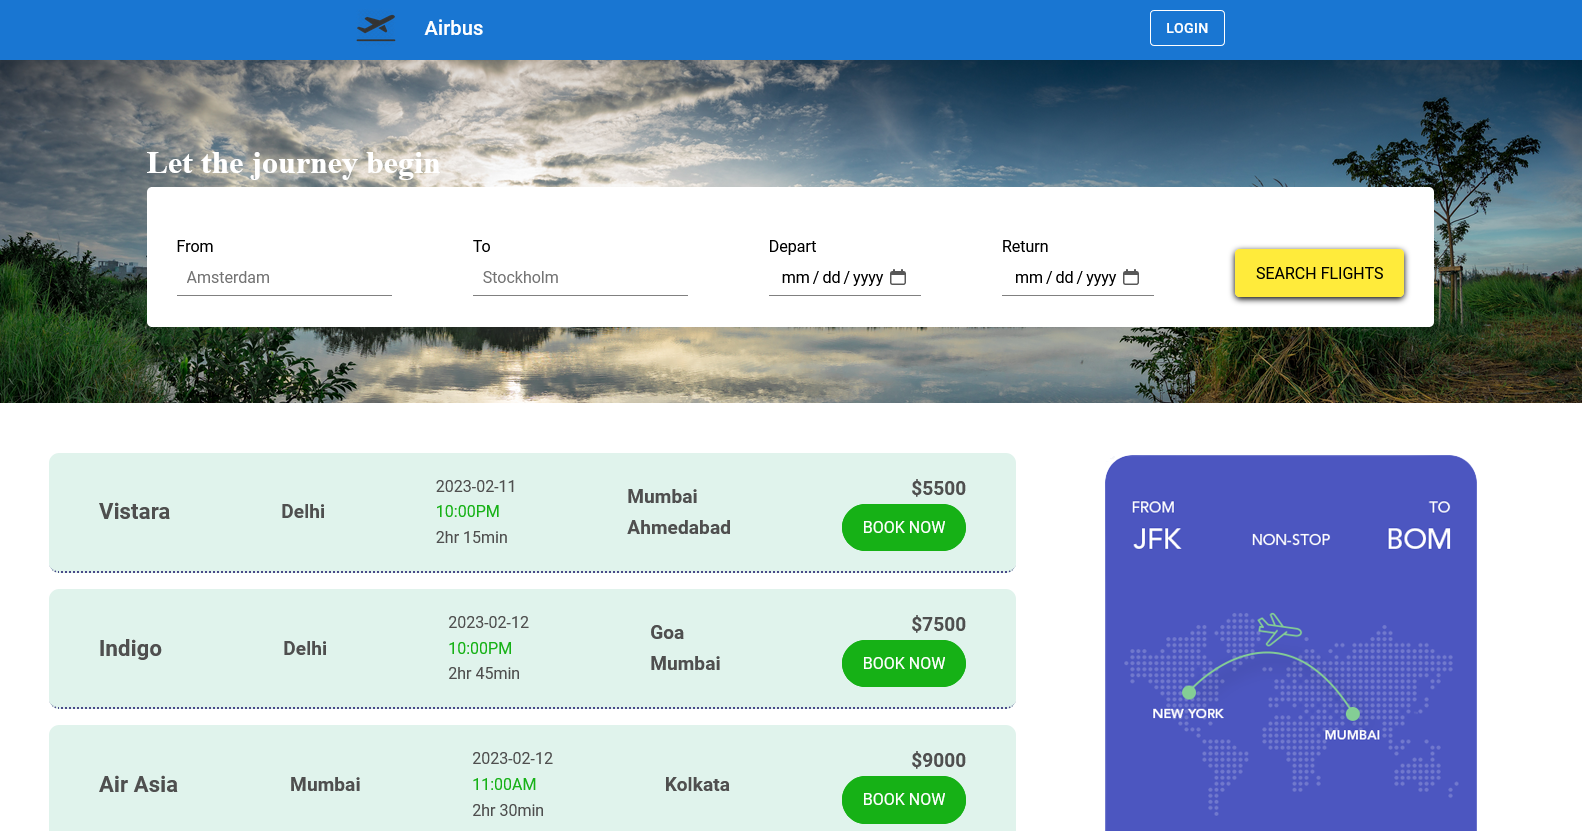 Airbus
LOGIN
Let the journey begin
From
To
Depart
Return
Amsterdam
Stockholm
mm / dd / yyyy
mm / dd / yyyy
SEARCH FLIGHTS
Vistara
Delhi
2023-02-11
10:00PM
2hr 15min
Mumbai
Ahmedabad
$5500
BOOK NOW
Indigo
Delhi
2023-02-12
10:00PM
2hr 45min
Goa
Mumbai
$7500
BOOK NOW
Air Asia
Mumbai
2023-02-12
11:00AM
2hr 30min
Kolkata
$9000
BOOK NOW
FROM
TO
JFK
NON-STOP
BOM
NEW YORK
MUMBAI